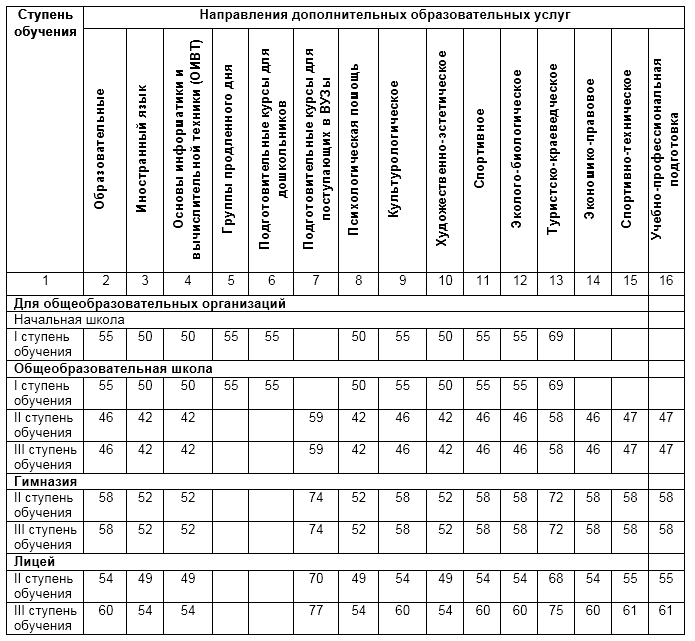 Ступень обучения | Направления дополнительных образовательных услуг
Образовательные | Иностранный язык | Основы информатики и вычислительной техники (ОИВТ) | Группы продленного дня | Подготовительные курсы для дошкольников | Подготовительные курсы для поступающих в ВУЗы | Психологическая помощь | Культурологическое | Художественно-эстетическое | Спортивное | Эколого-биологическое | Туристско-краеведческое | Эконошико-правовое | Спортивно-техническое | Учебно-профессиональная подготовка
1 | 2 | 3 | 4 | 5 | 6 | 7 | 8 | 9 | 10 | 11 | 12 | 13 | 14 | 15 | 16
Для общеобразовательных организаций
Начальная школа
I ступень обучения | 55 | 50 | 50 | 55 | 55 | | 50 | 55 | 50 | 55 | 55 | 69 | | |
Общеобразовательная школа
I ступень обучения | 55 | 50 | 50 | 55 | 55 | | 50 | 55 | 50 | 55 | 55 | 69 | | |
II ступень обучения | 46 | 42 | 42 | | | 59 | 42 | 46 | 42 | 46 | 46 | 58 | 46 | 47 | 47
III ступень обучения | 46 | 42 | 42 | | | 59 | 42 | 46 | 42 | 46 | 46 | 58 | 46 | 47 | 47
Гимназия
II ступень обучения | 58 | 52 | 52 | | | 74 | 52 | 58 | 52 | 58 | 58 | 72 | 58 | 58 | 58
III ступень обучения | 58 | 52 | 52 | | | 74 | 52 | 58 | 52 | 58 | 58 | 72 | 58 | 58 | 58
Лицей
II ступень обучения | 54 | 49 | 49 | | | 70 | 49 | 54 | 49 | 54 | 54 | 68 | 54 | 55 | 55
III ступень обучения | 60 | 54 | 54 | | | 77 | 54 | 60 | 54 | 60 | 60 | 75 | 60 | 61 | 61